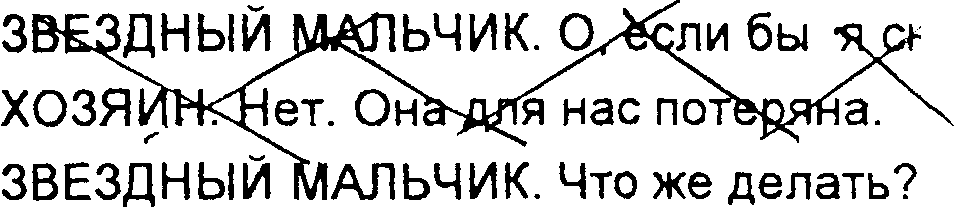 ЗВЕЗДНЫЙ МАЛЬЧИК. О, если бы я
ХОЗЯИН. Нет. Она для нас потеряна.
ЗВЕЗДНЫЙ МАЛЬЧИК. Что же делать?